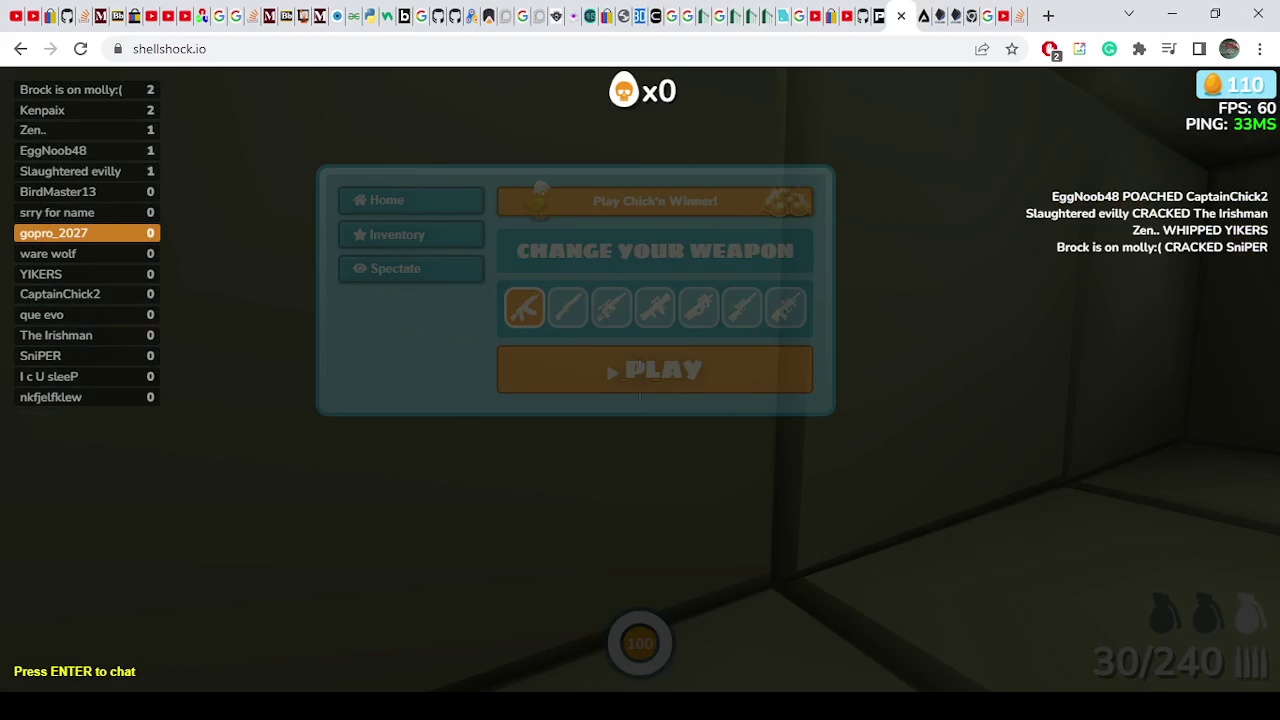 shellshock.io
2
Brock is on molly:( 2
Kenpaix 2
Zen.. 1
EggNoob48 1
Slaughtered evilly 1
BirdMaster13 0
srry for name 0
gopro_2027 0
ware wolf 0
YIKERS 0
CaptainChick2 0
que evo 0
The Irishman 0
SniPER 0
I c U sleeP 0
nkfjelfklew 0
x0
110
FPS: 60
PING: 33MS
EggNoob48 POACHED CaptainChick2
Slaughtered evilly CRACKED The Irishman
Zen.. WHIPPED YIKERS
Brock is on molly:( CRACKED SniPER
Home
Inventory
Spectate
Play Chick'n Winner!
CHANGE YOUR WEAPON
PLAY
100
30/240
Press ENTER to chat